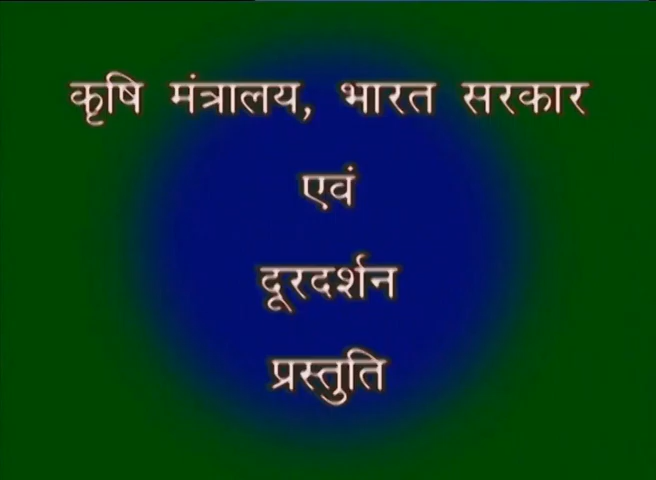 कृषि मंत्रालय, भारत सरकार
एवं
दूरदर्शन
प्रस्तुति